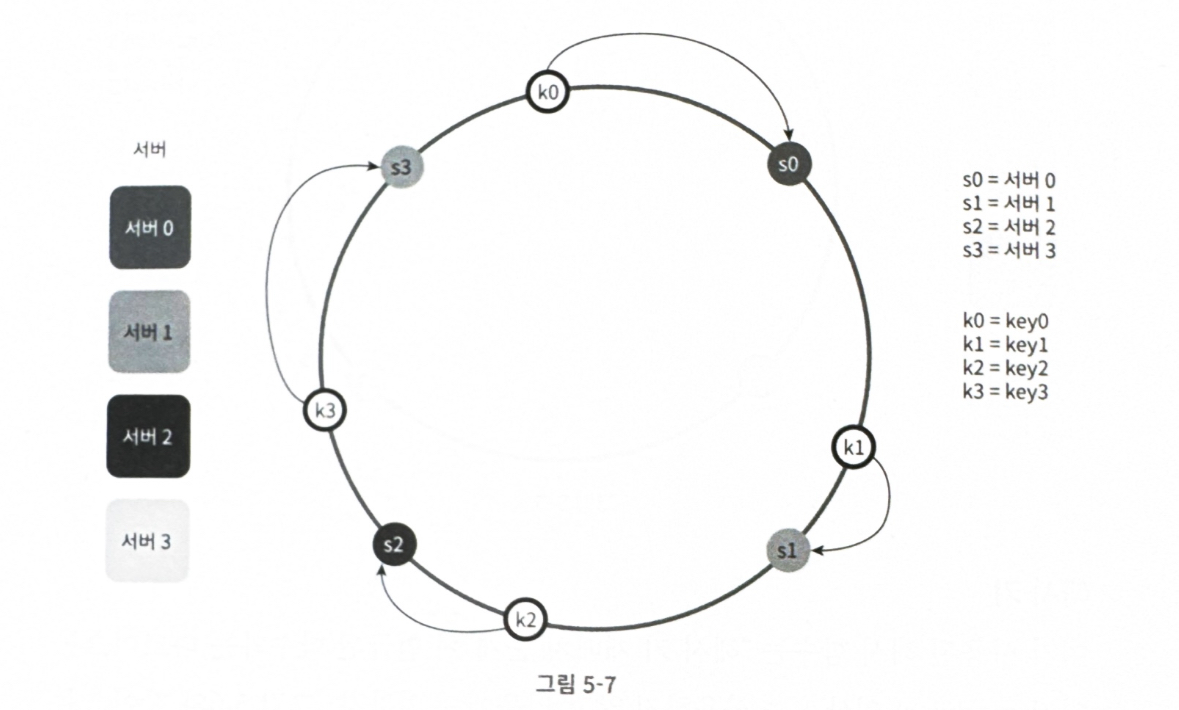 서버
서버 0
서버 1
서버 2
서버 3
k0
s0
s3
k3
k1
s2
s1
k2
s0 = 서버 0
s1 = 서버 1
s2 = 서버 2
s3 = 서버 3
k0 = key0
k1 = key1
k2 = key2
k3 = key3
그림 5-7